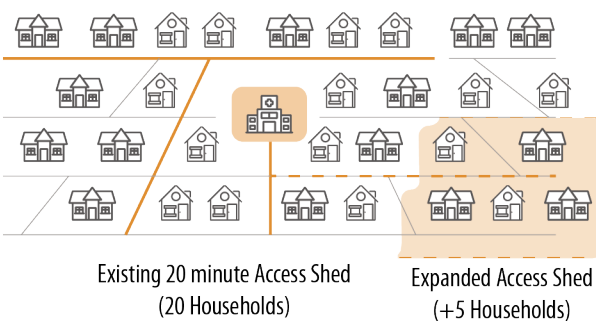 Existing 20 minute Access Shed
(20 Households)
Expanded Access Shed
(+5 Households)